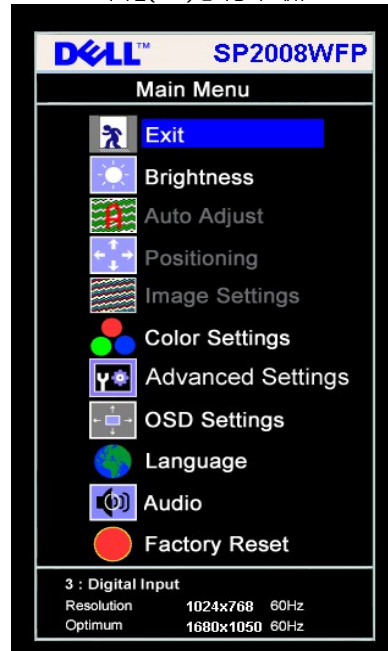 DELL™ SP2008WFP
Main Menu
Exit
Brightness
Auto Adjust
Positioning
Image Settings
Color Settings
Advanced Settings
OSD Settings
Language
Audio
Factory Reset
3 : Digital Input
Resolution 1024x768 60Hz
Optimum 1680x1050 60Hz